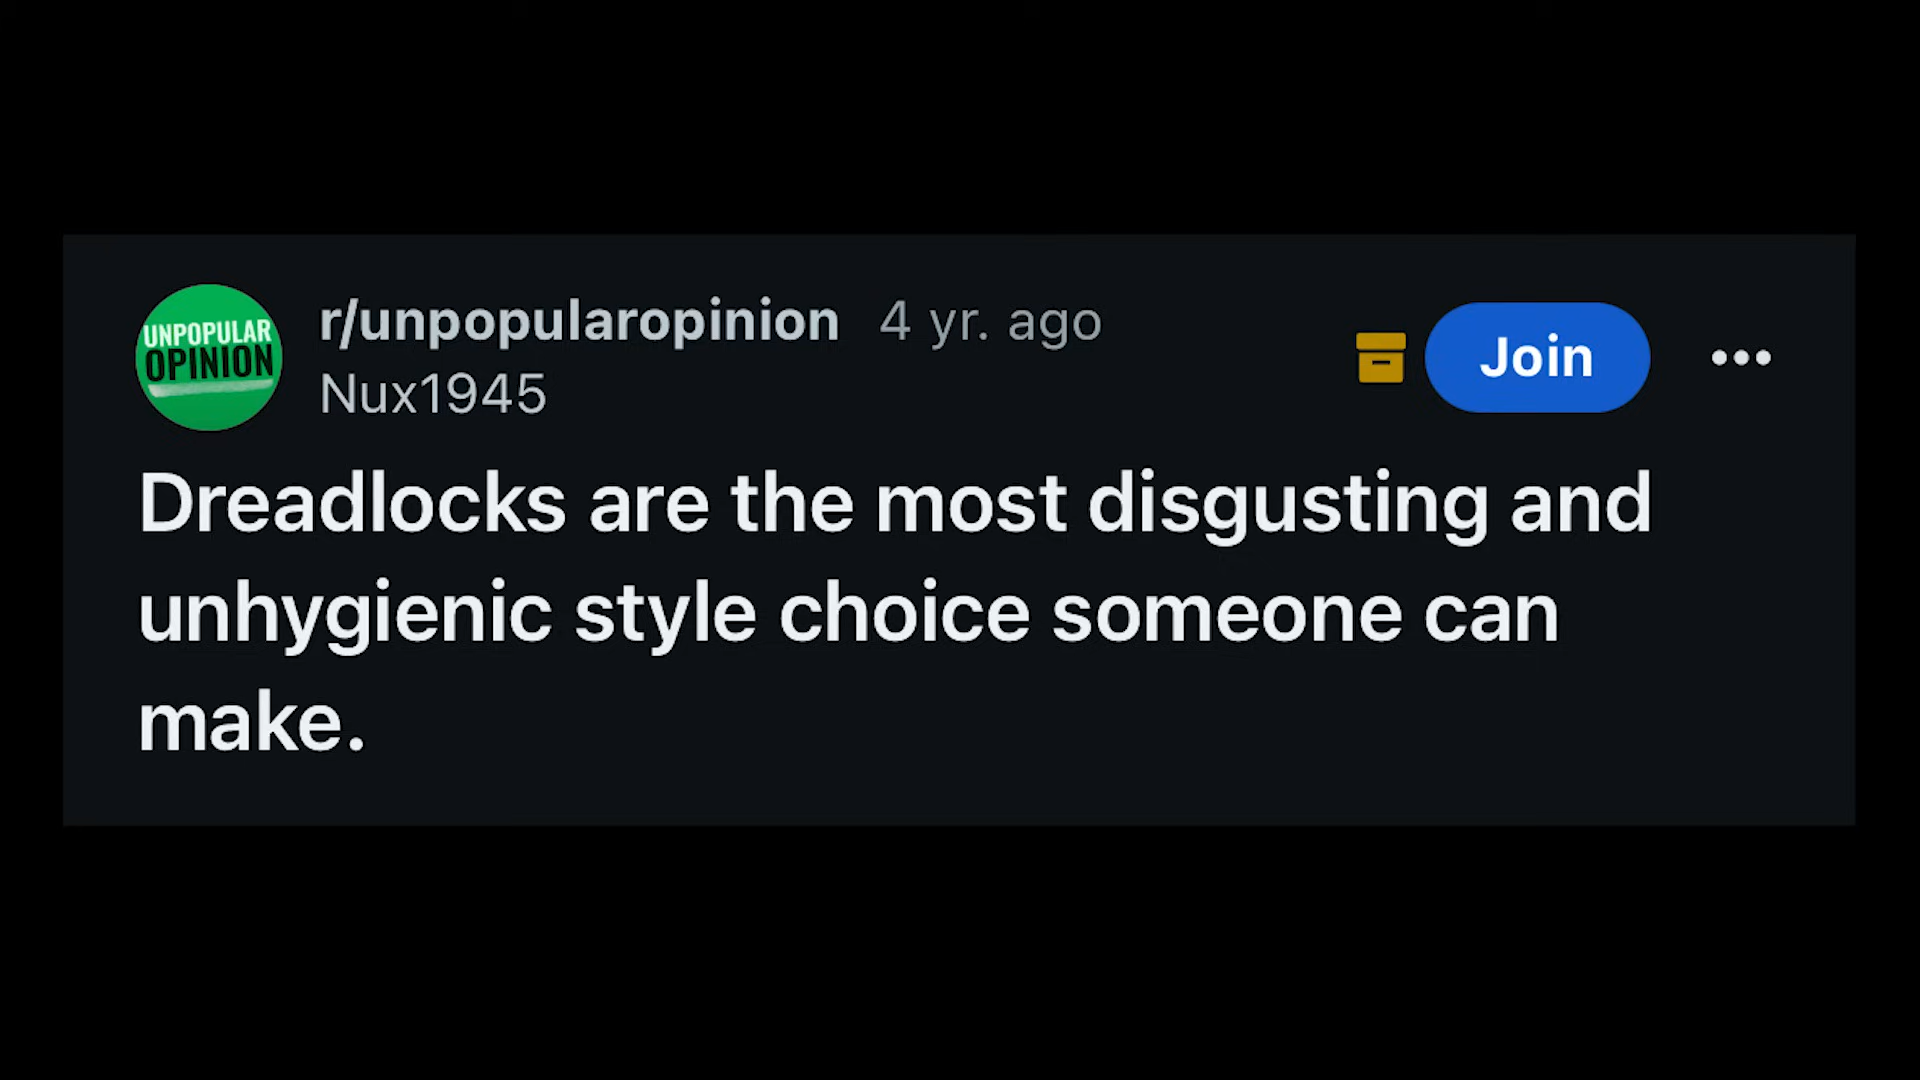 UNPOPULAR
OPINION
r/unpopularopinion 4 yr. ago
Nux1945
Join
Dreadlocks are the most disgusting and
unhygienic style choice someone can
make.